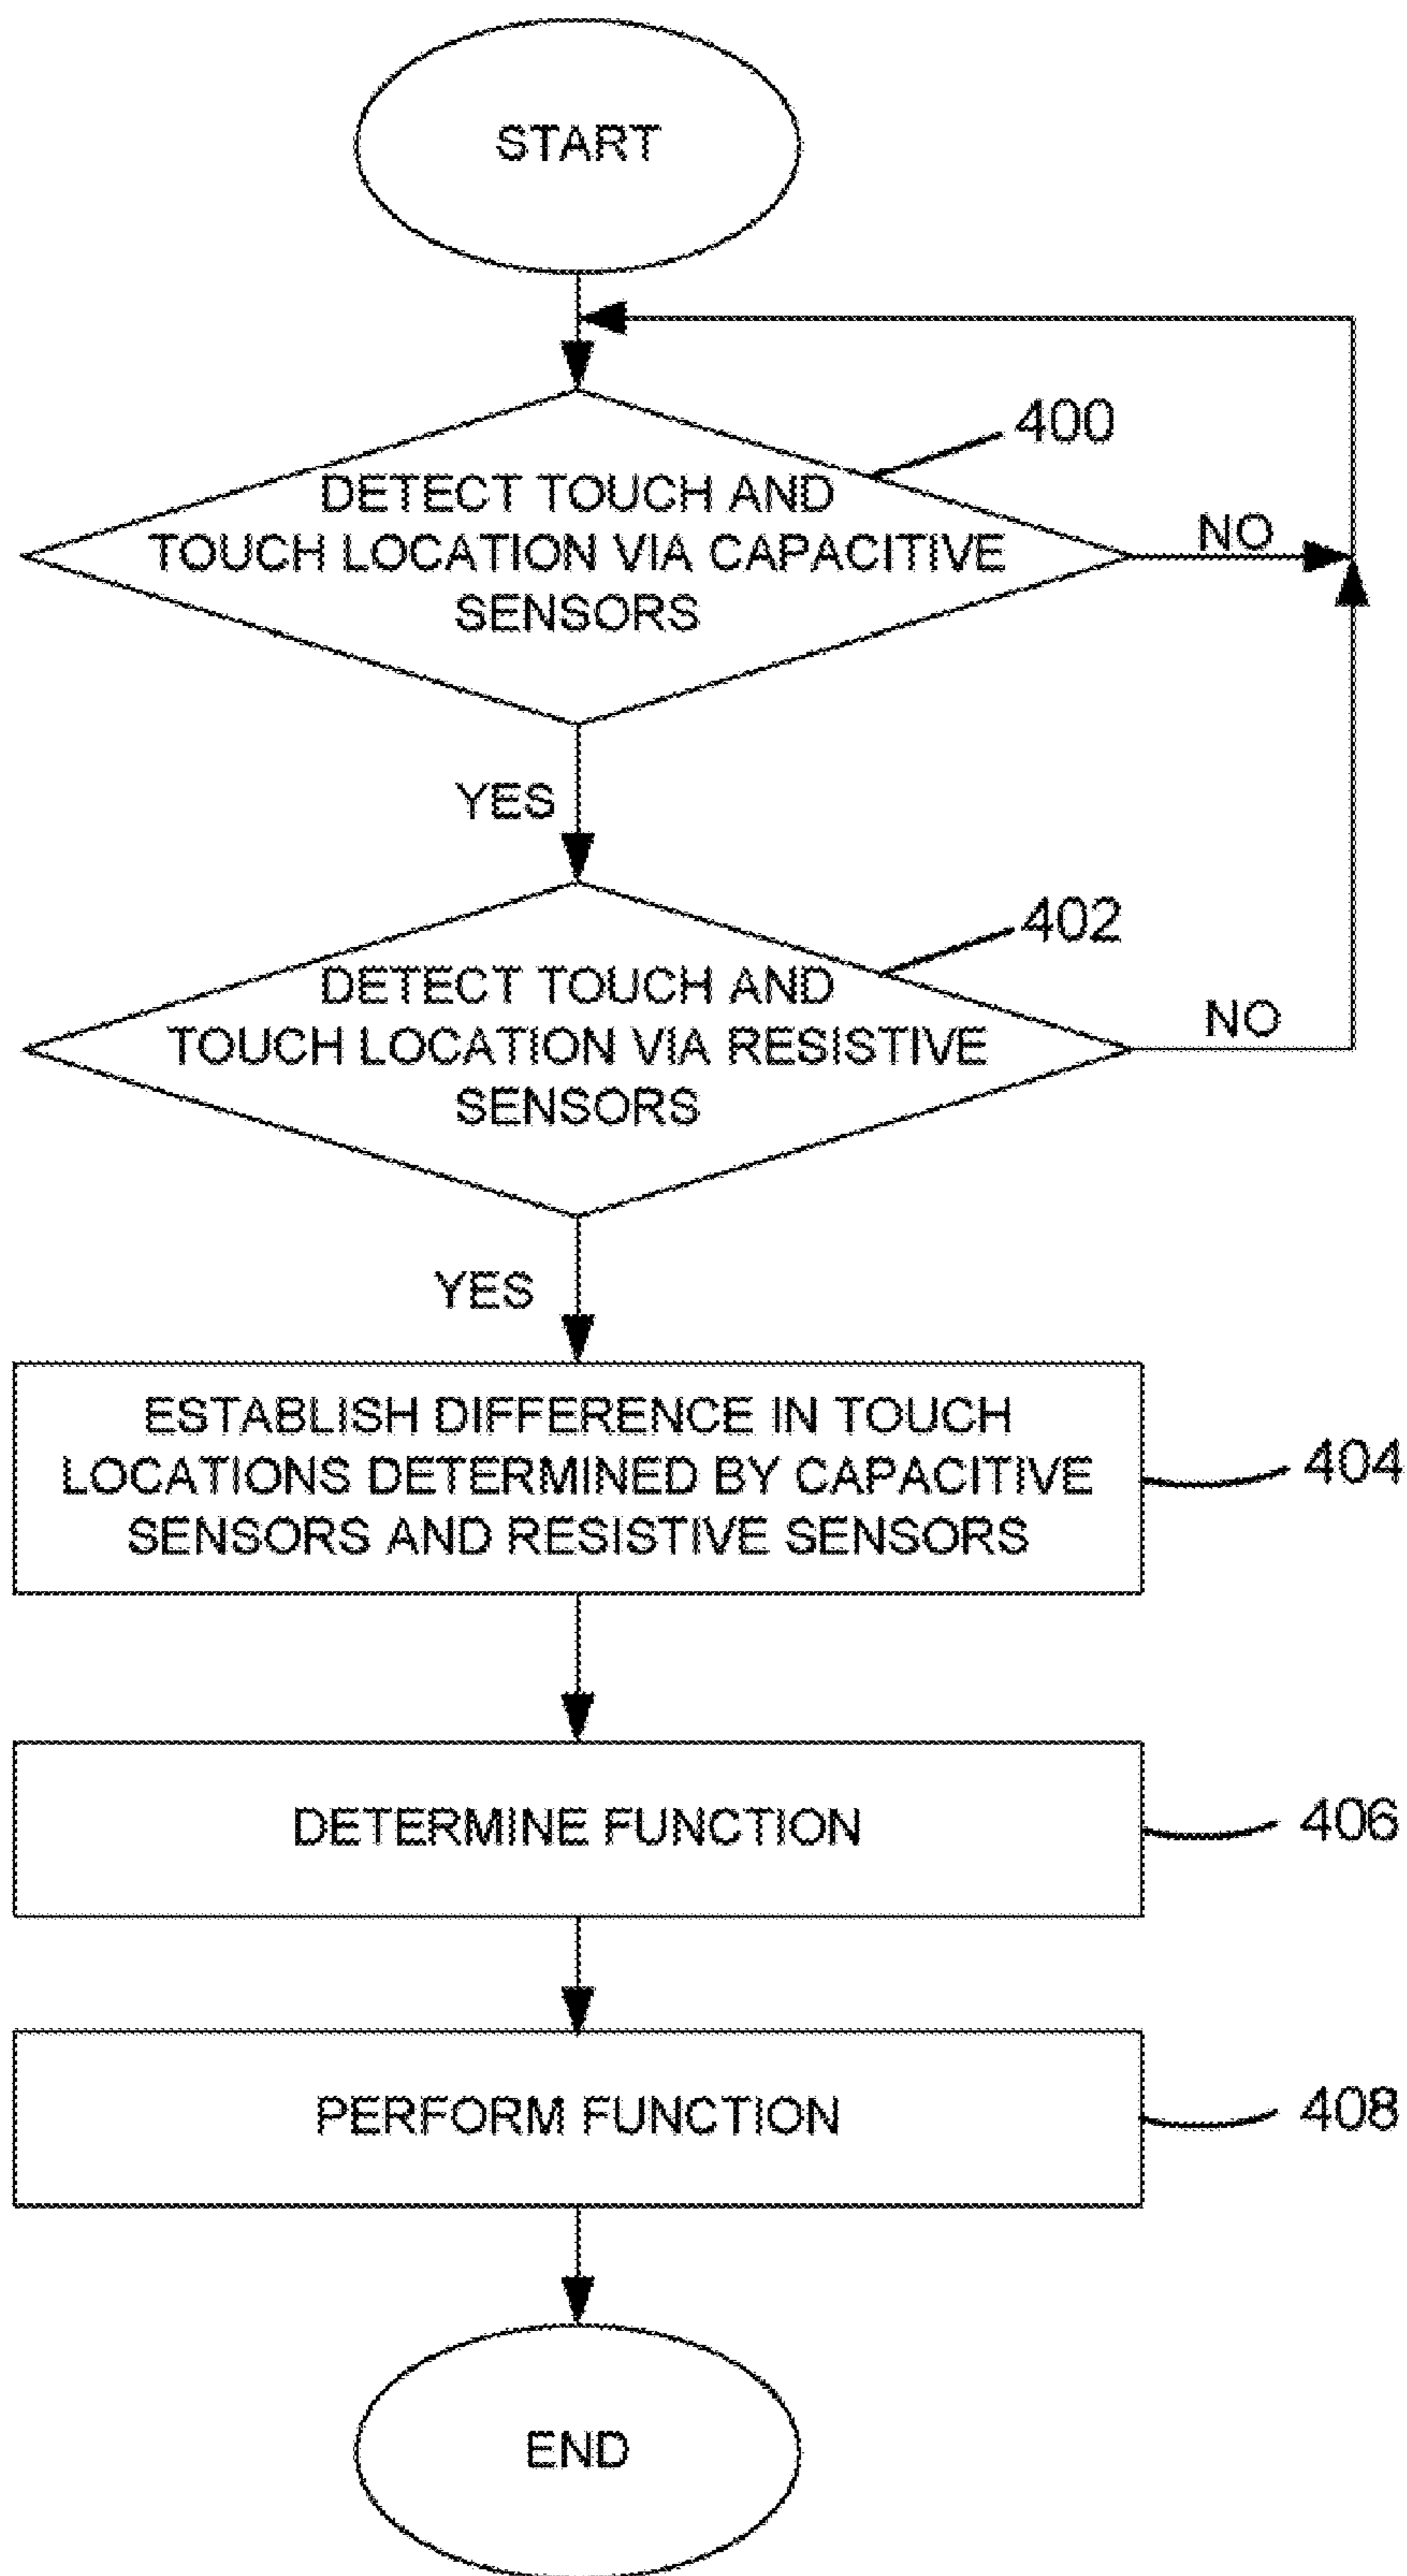 START
400
DETECT TOUCH AND
TOUCH LOCATION VIA CAPACITIVE
SENSORS
NO
YES
402
DETECT TOUCH AND
TOUCH LOCATION VIA RESISTIVE
SENSORS
NO
YES
ESTABLISH DIFFERENCE IN TOUCH
LOCATIONS DETERMINED BY CAPACITIVE
SENSORS AND RESISTIVE SENSORS
404
DETERMINE FUNCTION
406
PERFORM FUNCTION
408
END